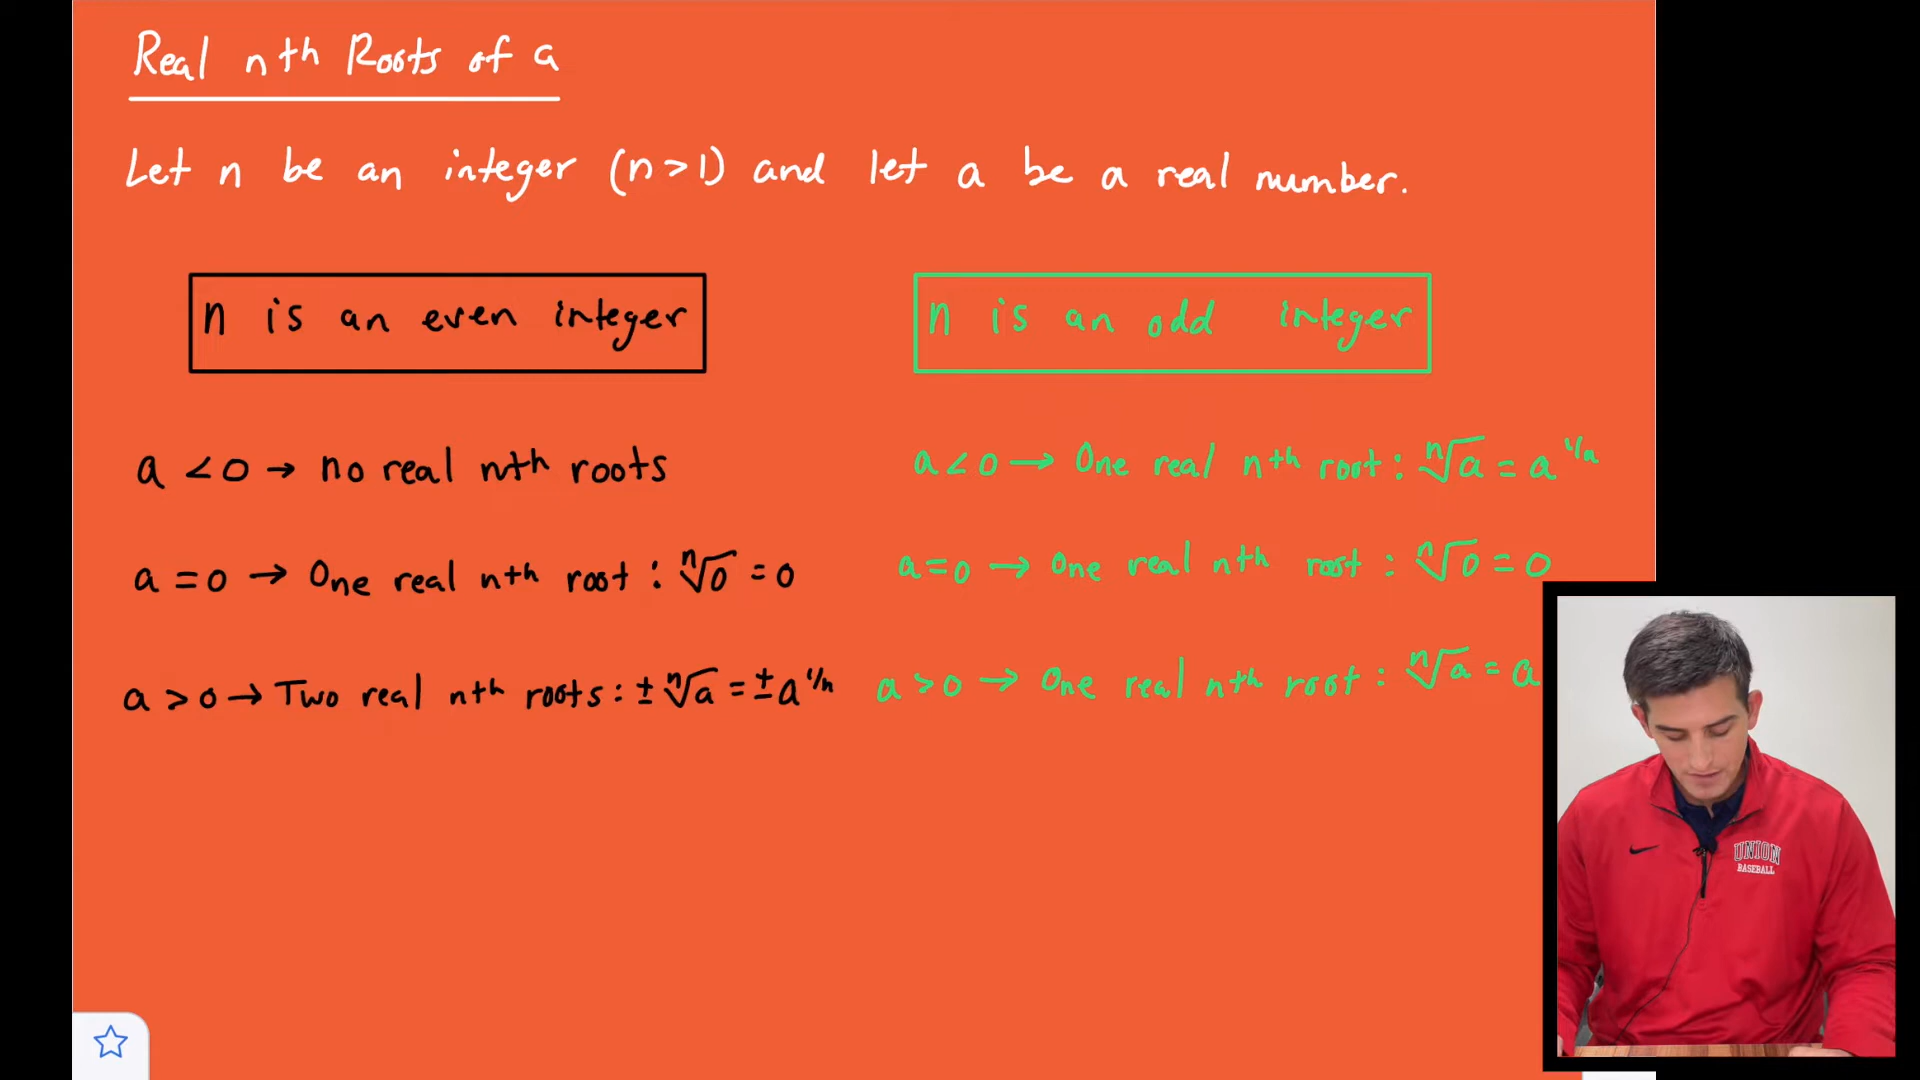 Real nth Roots of a
Let n be an integer (n > 1) and let a be a real number.
n is an even integer
a < 0 → no real nth roots
a = 0 → One real nth root : ⁿ√0 = 0
a > 0 → Two real nth roots : ± ⁿ√a = ± a^1/n
n is an odd integer
a < 0 → One real nth root : ⁿ√a = a^1/n
a = 0 → One real nth root : ⁿ√0 = 0
a > 0 → One real nth root : ⁿ√a = a
UNION
BASEBALL